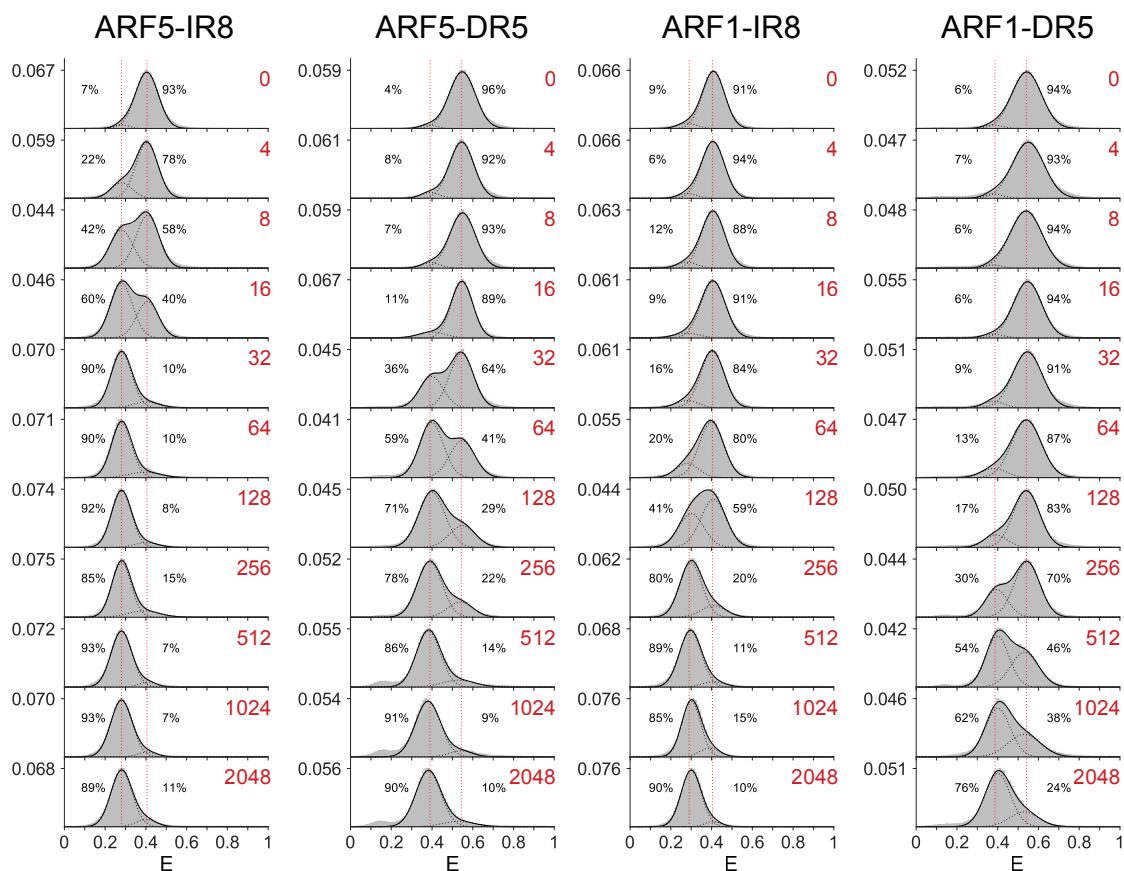 ARF5-IR8 ARF5-DR5 ARF1-IR8 ARF1-DR5
0.067 7% 93% 0 0.059 4% 96% 0 0.066 9% 91% 0 0.052 6% 94% 0
0.059 22% 78% 4 0.061 8% 92% 4 0.066 6% 94% 4 0.047 7% 93% 4
0.044 42% 58% 8 0.059 7% 93% 8 0.063 12% 88% 8 0.048 6% 94% 8
0.046 60% 40% 16 0.067 11% 89% 16 0.061 9% 91% 16 0.055 6% 94% 16
0.070 90% 10% 32 0.045 36% 64% 32 0.061 16% 84% 32 0.051 9% 91% 32
0.071 90% 10% 64 0.041 59% 41% 64 0.055 20% 80% 64 0.047 13% 87% 64
0.074 92% 8% 128 0.045 71% 29% 128 0.044 41% 59% 128 0.050 17% 83% 128
0.075 85% 15% 256 0.052 78% 22% 256 0.062 80% 20% 256 0.044 30% 70% 256
0.072 93% 7% 512 0.055 86% 14% 512 0.068 89% 11% 512 0.042 54% 46% 512
0.070 93% 7% 1024 0.054 91% 9% 1024 0.076 85% 15% 1024 0.046 62% 38% 1024
0.068 89% 11% 2048 0.056 90% 10% 2048 0.076 90% 10% 2048 0.051 76% 24% 2048
0 0.2 0.4 0.6 0.8 1 0 0.2 0.4 0.6 0.8 1 0 0.2 0.4 0.6 0.8 1 0 0.2 0.4 0.6 0.8 1
E E E E